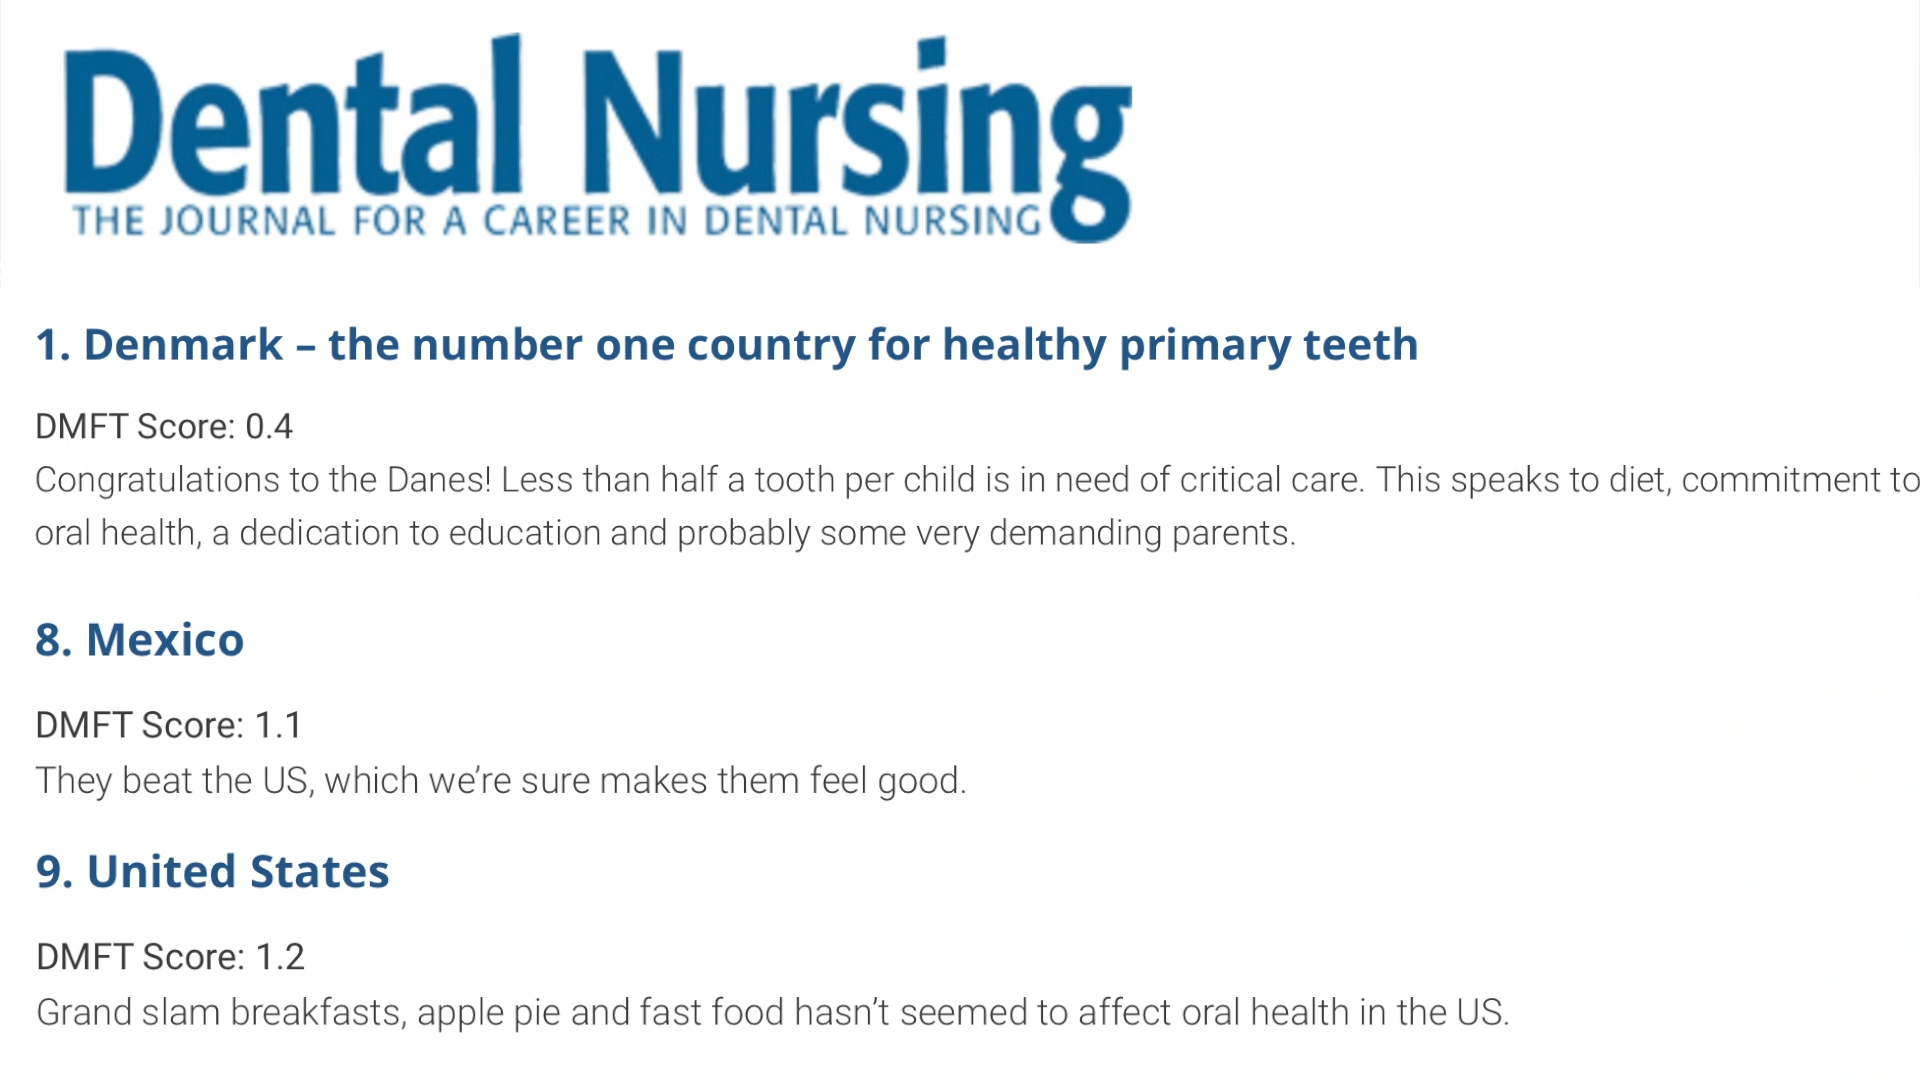 Dental Nursing
THE JOURNAL FOR A CAREER IN DENTAL NURSING
1. Denmark – the number one country for healthy primary teeth
DMFT Score: 0.4
Congratulations to the Danes! Less than half a tooth per child is in need of critical care. This speaks to diet, commitment to
oral health, a dedication to education and probably some very demanding parents.
8. Mexico
DMFT Score: 1.1
They beat the US, which we’re sure makes them feel good.
9. United States
DMFT Score: 1.2
Grand slam breakfasts, apple pie and fast food hasn’t seemed to affect oral health in the US.